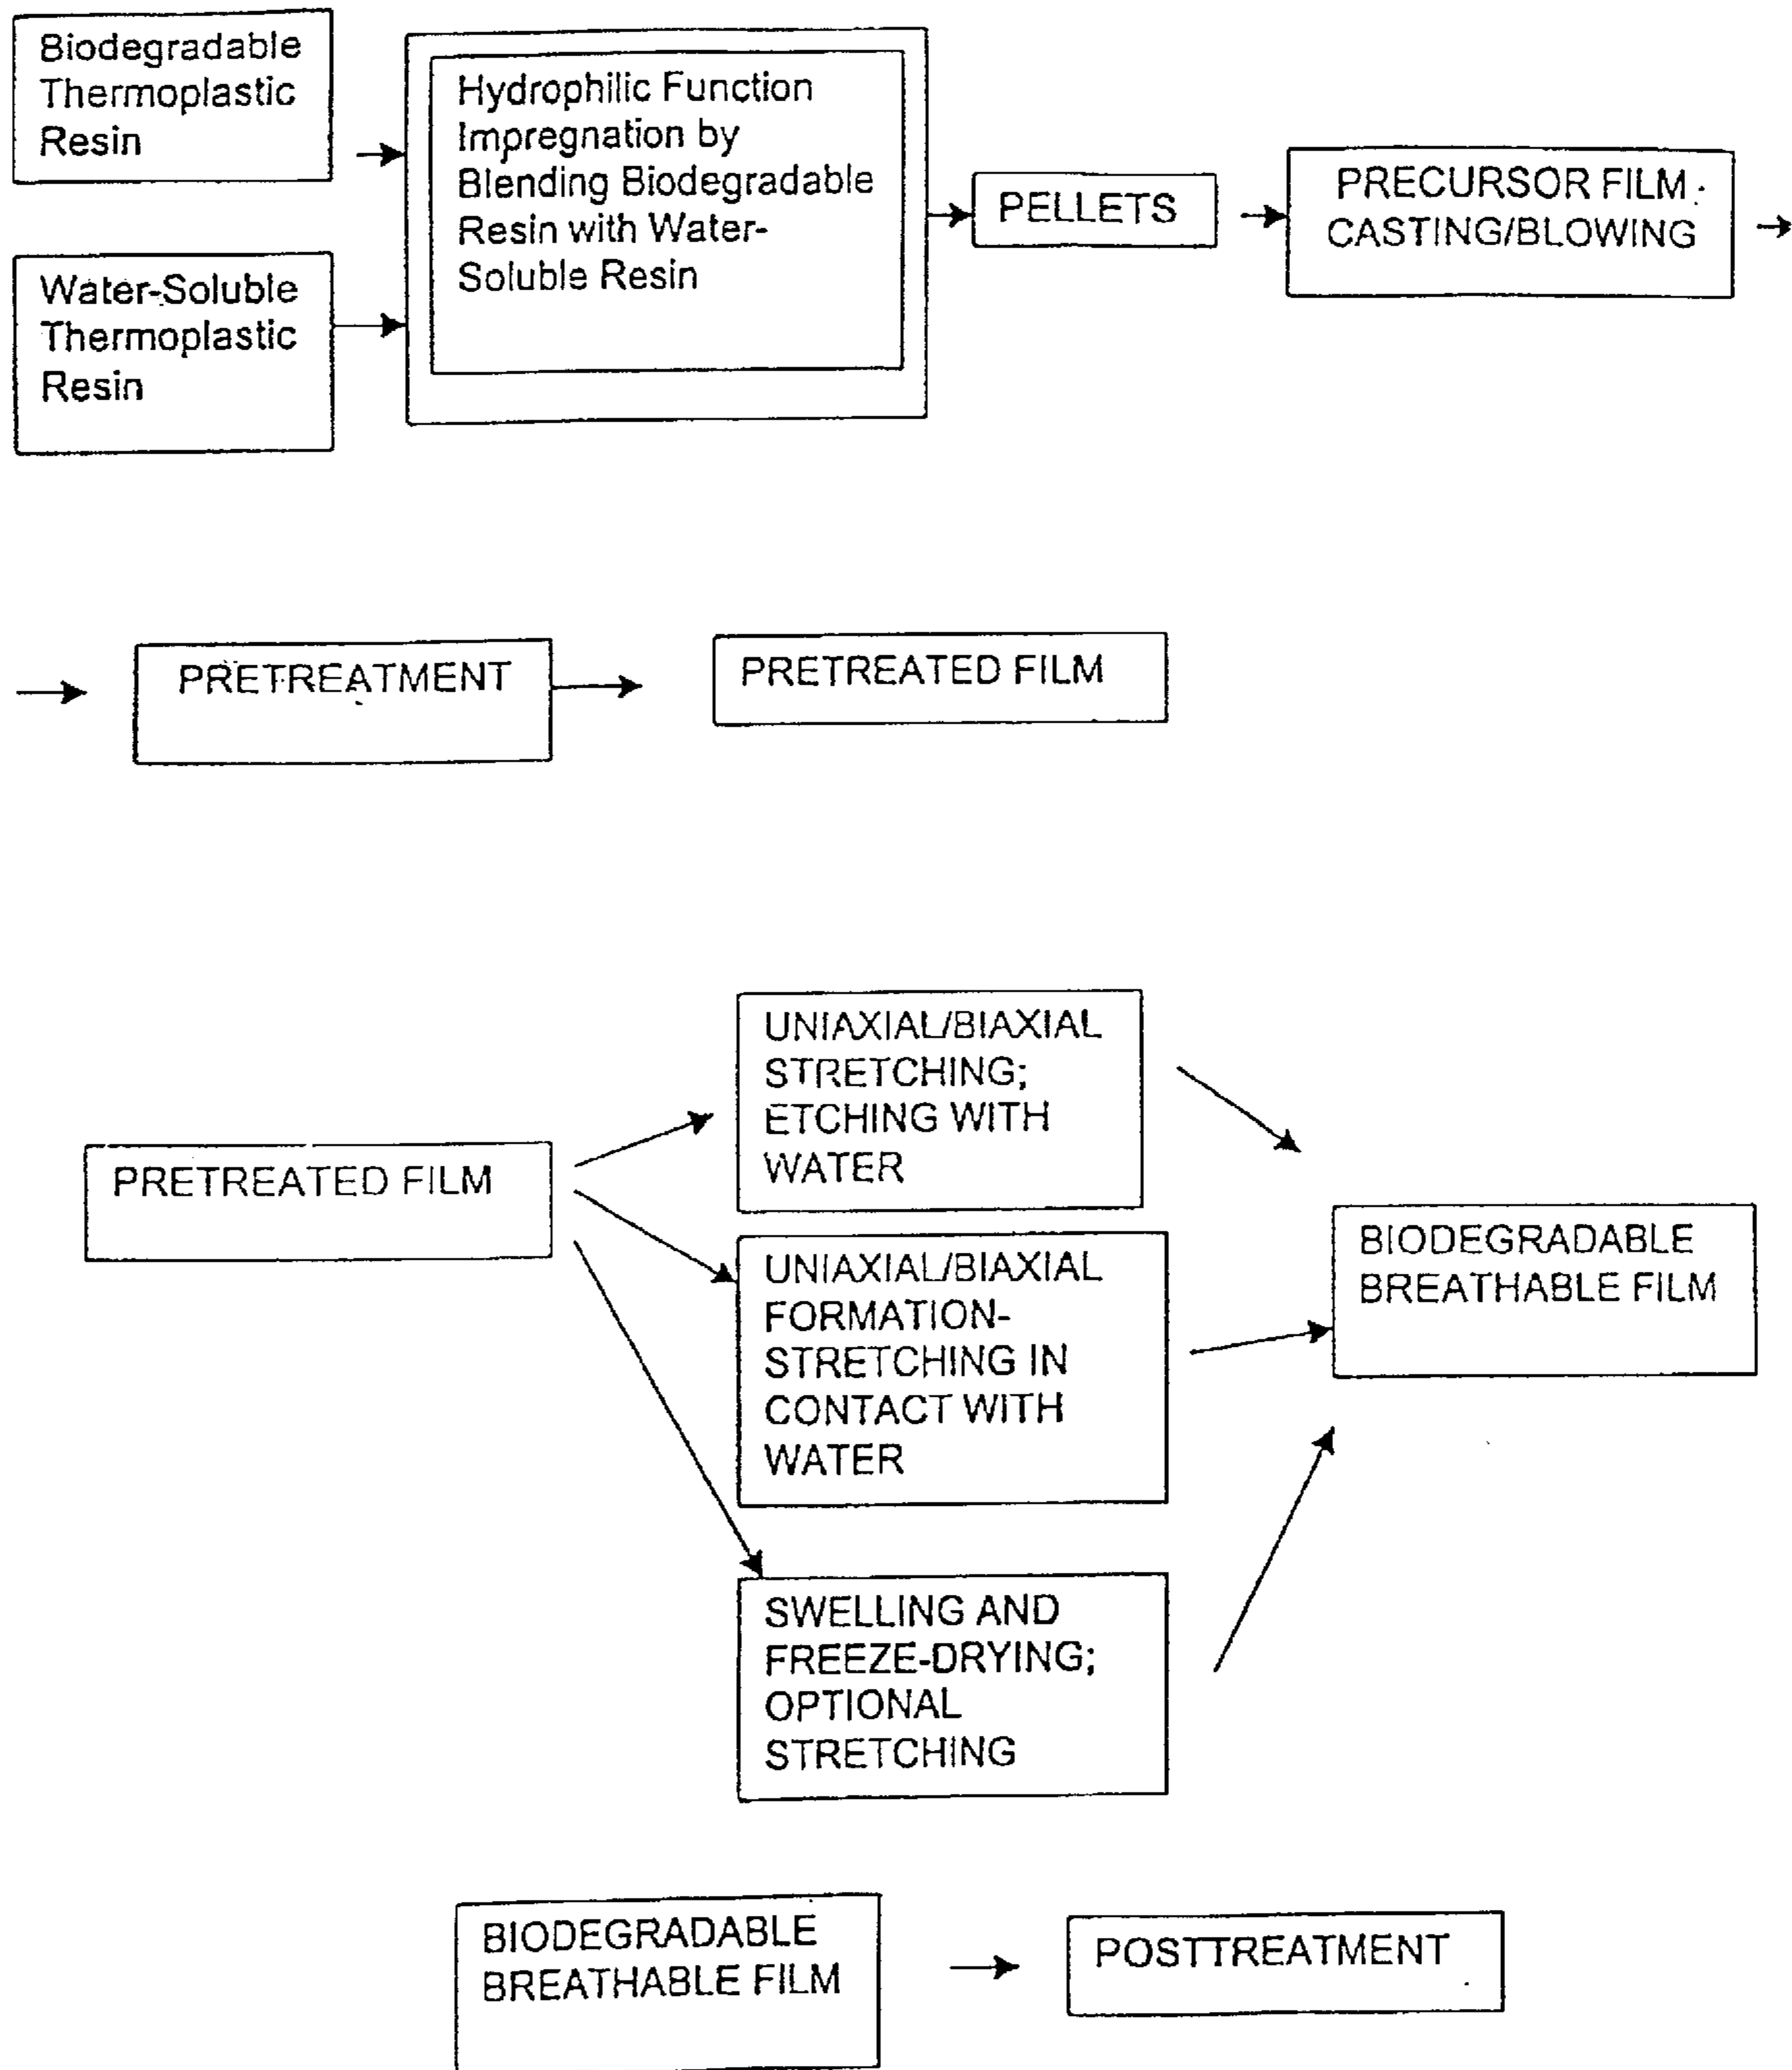 Biodegradable
Thermoplastic
Resin
Water-Soluble
Thermoplastic
Resin
Hydrophilic Function
Impregnation by
Blending Biodegradable
Resin with Water-
Soluble Resin
PELLETS
PRECURSOR FILM
CASTING/BLOWING
PRETREATMENT
PRETREATED FILM
PRETREATED FILM
UNIAXIAL/BIAXIAL
STRETCHING;
ETCHING WITH
WATER
UNIAXIAL/BIAXIAL
FORMATION-
STRETCHING IN
CONTACT WITH
WATER
SWELLING AND
FREEZE-DRYING;
OPTIONAL
STRETCHING
BIODEGRADABLE
BREATHABLE FILM
BIODEGRADABLE
BREATHABLE FILM
POSTTREATMENT